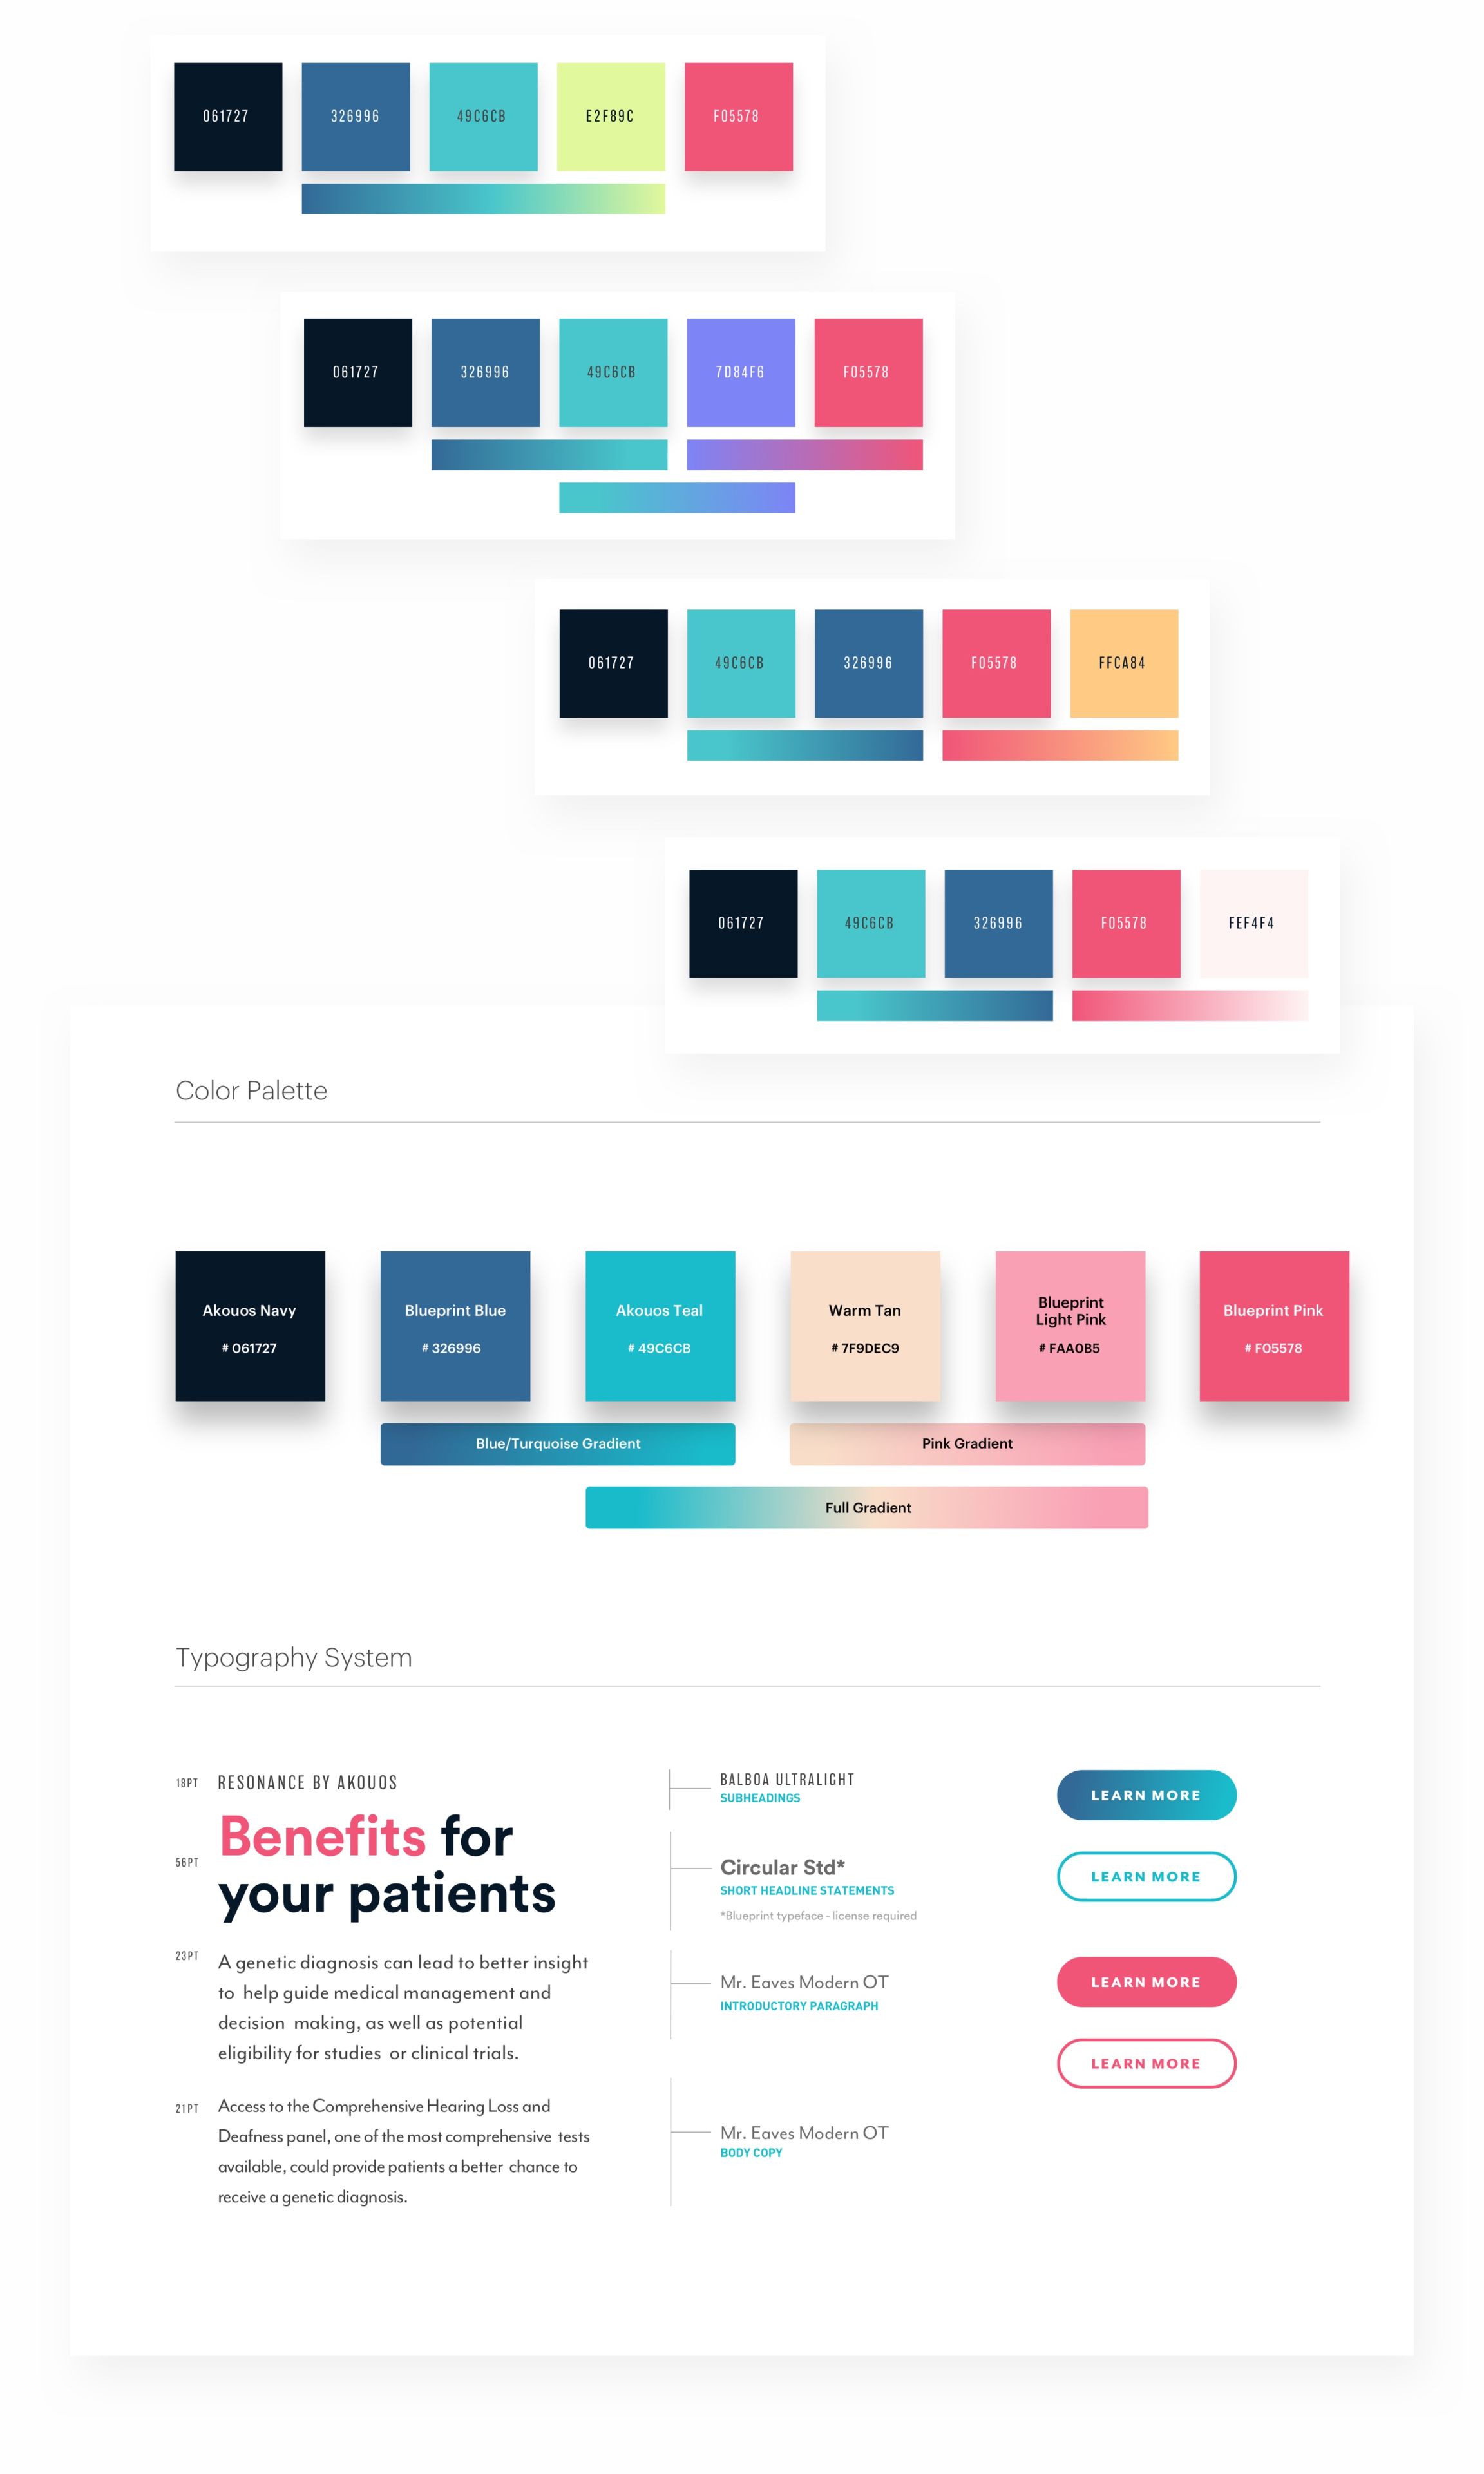 061727
326996
49C6CB
E2F89C
F05578
061727
326996
49C6CB
7D84F6
F05578
061727
49C6CB
326996
F05578
FFCA84
061727
49C6CB
326996
F05578
FEF4F4
Color Palette
Akouos Navy
# 061727
Blueprint Blue
# 326996
Akouos Teal
# 49C6CB
Warm Tan
# 7F9DEC9
Blueprint
Light Pink
# FAA0B5
Blueprint Pink
# F05578
Blue/Turquoise Gradient
Pink Gradient
Full Gradient
Typography System
18PT
RESONANCE BY AKOUOS
56PT
Benefits for
your patients
23PT
A genetic diagnosis can lead to better insight
to help guide medical management and
decision making, as well as potential
eligibility for studies or clinical trials.
21PT
Access to the Comprehensive Hearing Loss and
Deafness panel, one of the most comprehensive tests
available, could provide patients a better chance to
receive a genetic diagnosis.
BALBOA ULTRALIGHT
SUBHEADINGS
Circular Std*
SHORT HEADLINE STATEMENTS
*Blueprint typeface - license required
Mr. Eaves Modern OT
INTRODUCTORY PARAGRAPH
Mr. Eaves Modern OT
BODY COPY
LEARN MORE
LEARN MORE
LEARN MORE
LEARN MORE